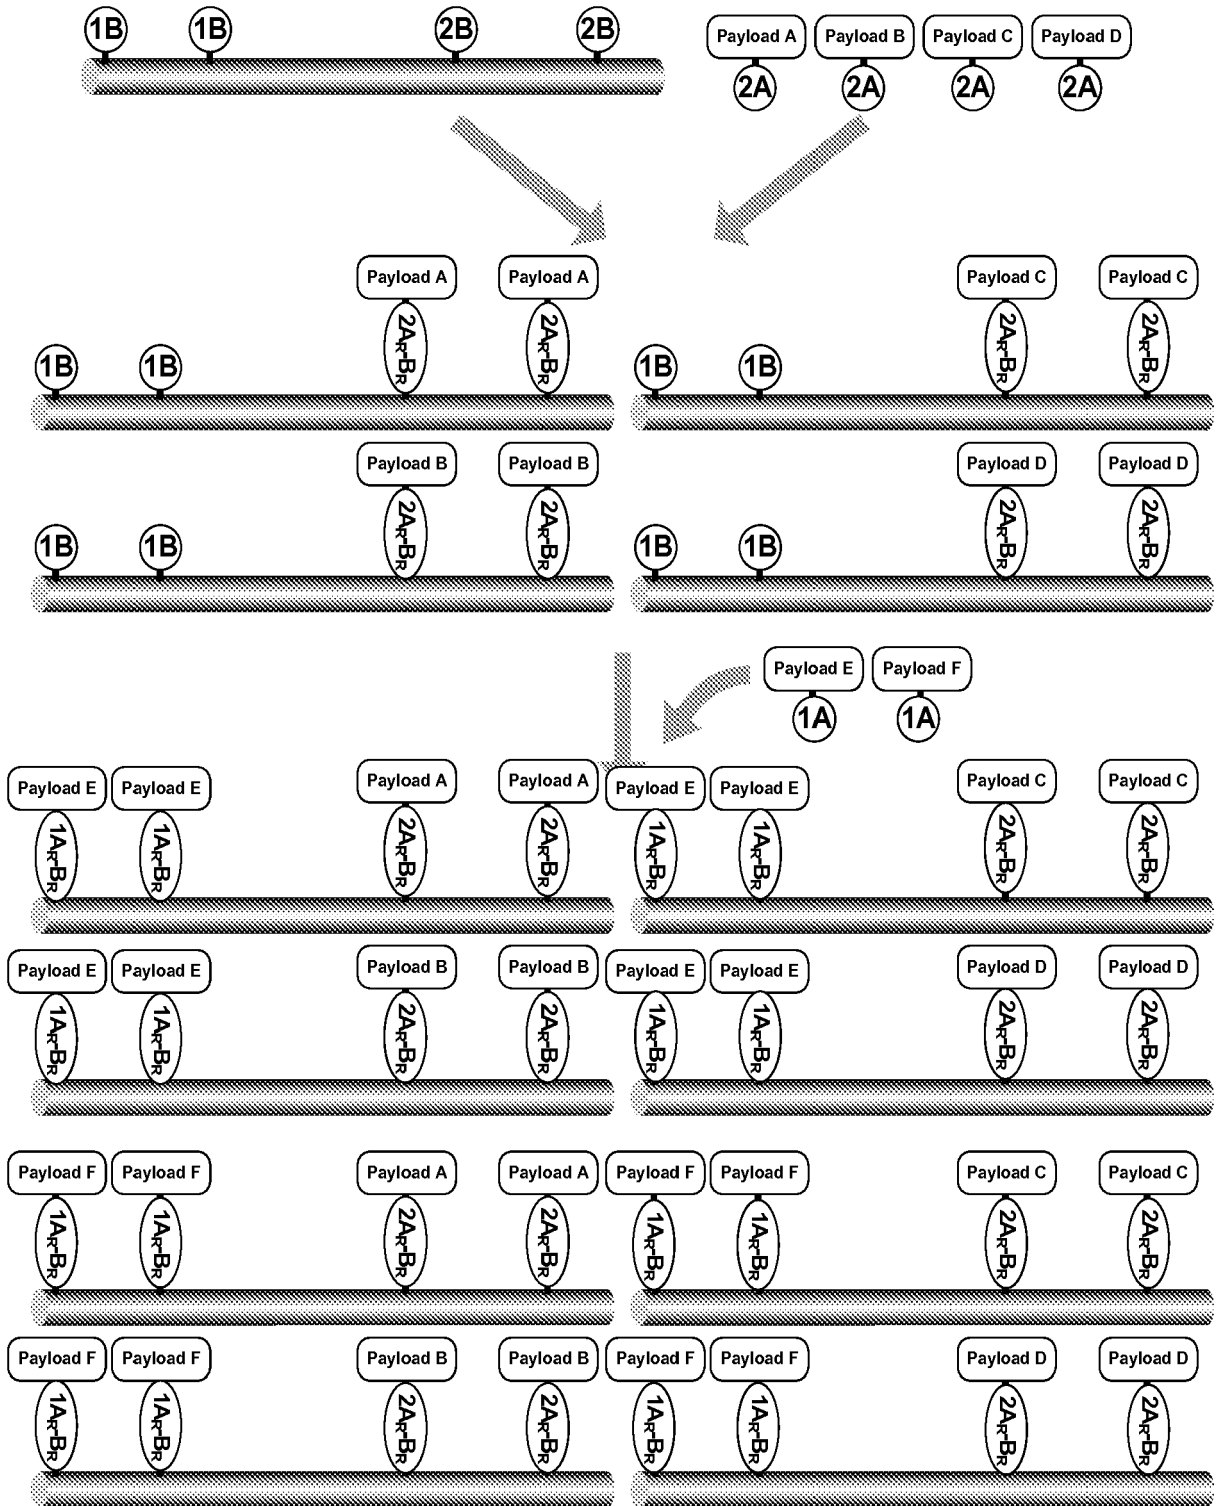 1B 1B 2B 2B Payload A Payload B Payload C Payload D
2A 2A 2A 2A
Payload A Payload A Payload C Payload C
2AR-BR 2AR-BR 2AR-BR 2AR-BR
1B 1B 1B 1B
Payload B Payload B Payload D Payload D
2AR-BR 2AR-BR 2AR-BR 2AR-BR
1B 1B 1B 1B
Payload E Payload F
1A 1A
Payload E Payload E Payload A Payload A Payload E Payload E Payload C Payload C
1AR-BR 1AR-BR 2AR-BR 2AR-BR 1AR-BR 1AR-BR 2AR-BR 2AR-BR
Payload E Payload E Payload B Payload B Payload E Payload E Payload D Payload D
1AR-BR 1AR-BR 2AR-BR 2AR-BR 1AR-BR 1AR-BR 2AR-BR 2AR-BR
Payload F Payload F Payload A Payload A Payload F Payload F Payload C Payload C
1AR-BR 1AR-BR 2AR-BR 2AR-BR 1AR-BR 1AR-BR 2AR-BR 2AR-BR
Payload F Payload F Payload B Payload B Payload F Payload F Payload D Payload D
1AR-BR 1AR-BR 2AR-BR 2AR-BR 1AR-BR 1AR-BR 2AR-BR 2AR-BR